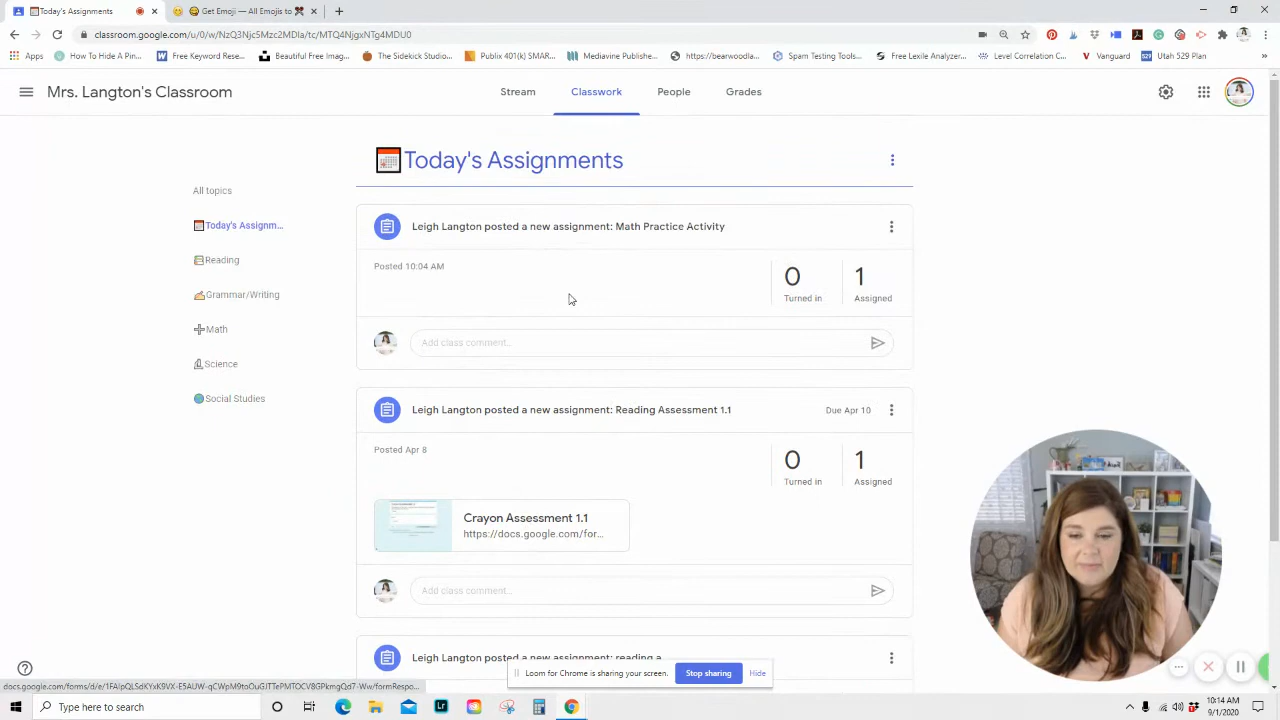 Today's Assignments
Get Emoji — All Emojis to
classroom.google.com/u/0/w/NzQ3Njc5Mzc2MDla/tc/MTQ4NjgxNTg4MDU0
Apps
How To Hide A Pin...
Free Keyword Rese...
Beautiful Free Ima...
The Sidekicks Book...
Publix 401(k) SMAR...
Mediavine Publishe...
https://bearwoodla...
Spam Testing Tools...
Free Lexile Analyzer...
Level Correlation C...
Vanguard
Utah 529 Plan
»
Mrs. Langton's Classroom
Stream
Classwork
People
Grades
Today's Assignments
All topics
Today's Assignm...
Reading
Grammar/Writing
Math
Science
Social Studies
Leigh Langton posted a new assignment: Math Practice Activity
Posted 10:04 AM
0
Turned in
1
Assigned
Add class comment...
Leigh Langton posted a new assignment: Reading Assessment 1.1
Due Apr 10
Posted Apr 8
0
Turned in
1
Assigned
Crayon Assessment 1.1
https://docs.google.com/for...
Add class comment...
Leigh Langton posted a new assignment: reading a
Loom for Chrome is sharing your screen.
Stop sharing
Hide
Type here to search
10:14 AM
9/1/2020